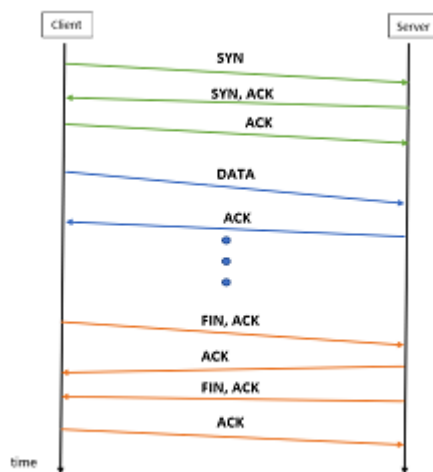 Client
Server
SYN
SYN, ACK
ACK
DATA
ACK
FIN, ACK
ACK
FIN, ACK
ACK
time